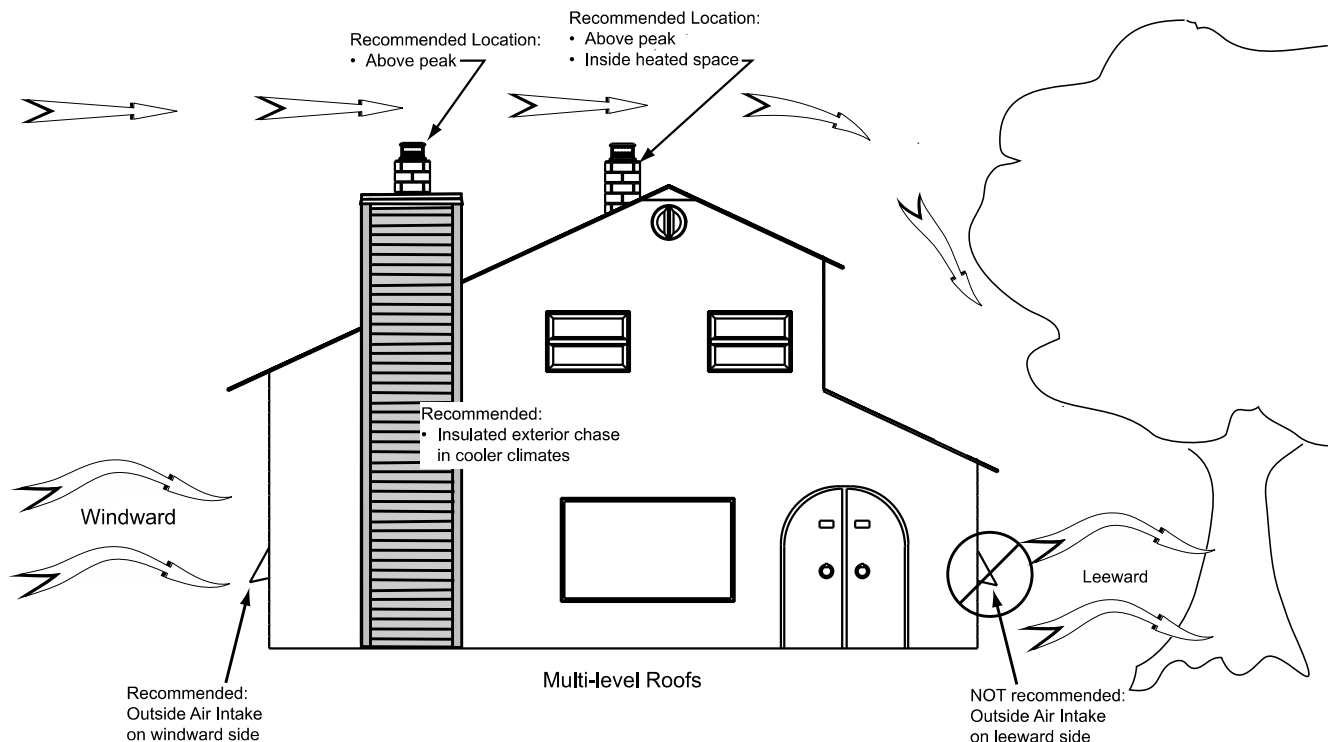 Recommended Location:
• Above peak
Recommended Location:
• Above peak
• Inside heated space
Recommended:
• Insulated exterior chase
in cooler climates
Windward
Leeward
Recommended:
Outside Air Intake
on windward side
Multi-level Roofs
NOT recommended:
Outside Air Intake
on leeward side